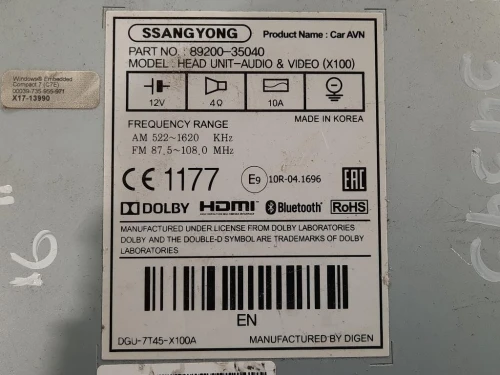 SSANGYONG Product Name : Car AVN
PART NO. : 89200-35040
MODEL : HEAD UNIT-AUDIO & VIDEO (X100)
12V 4Ω 10A
MADE IN KOREA
FREQUENCY RANGE
AM 522~1620 KHz
FM 87.5~108.0 MHz
CE 1177 E9 10R-04.1696 EAC
DOLBY HDMI Bluetooth RoHS
MANUFACTURED UNDER LICENSE FROM DOLBY LABORATORIES
DOLBY AND THE DOUBLE-D SYMBOL ARE TRADEMARKS OF DOLBY
LABORATORIES
EN
DGU-7T45-X100A MANUFACTURED BY DIGEN
Windows® Embedded
Compact 7 (C7E)
X17-13990
16"